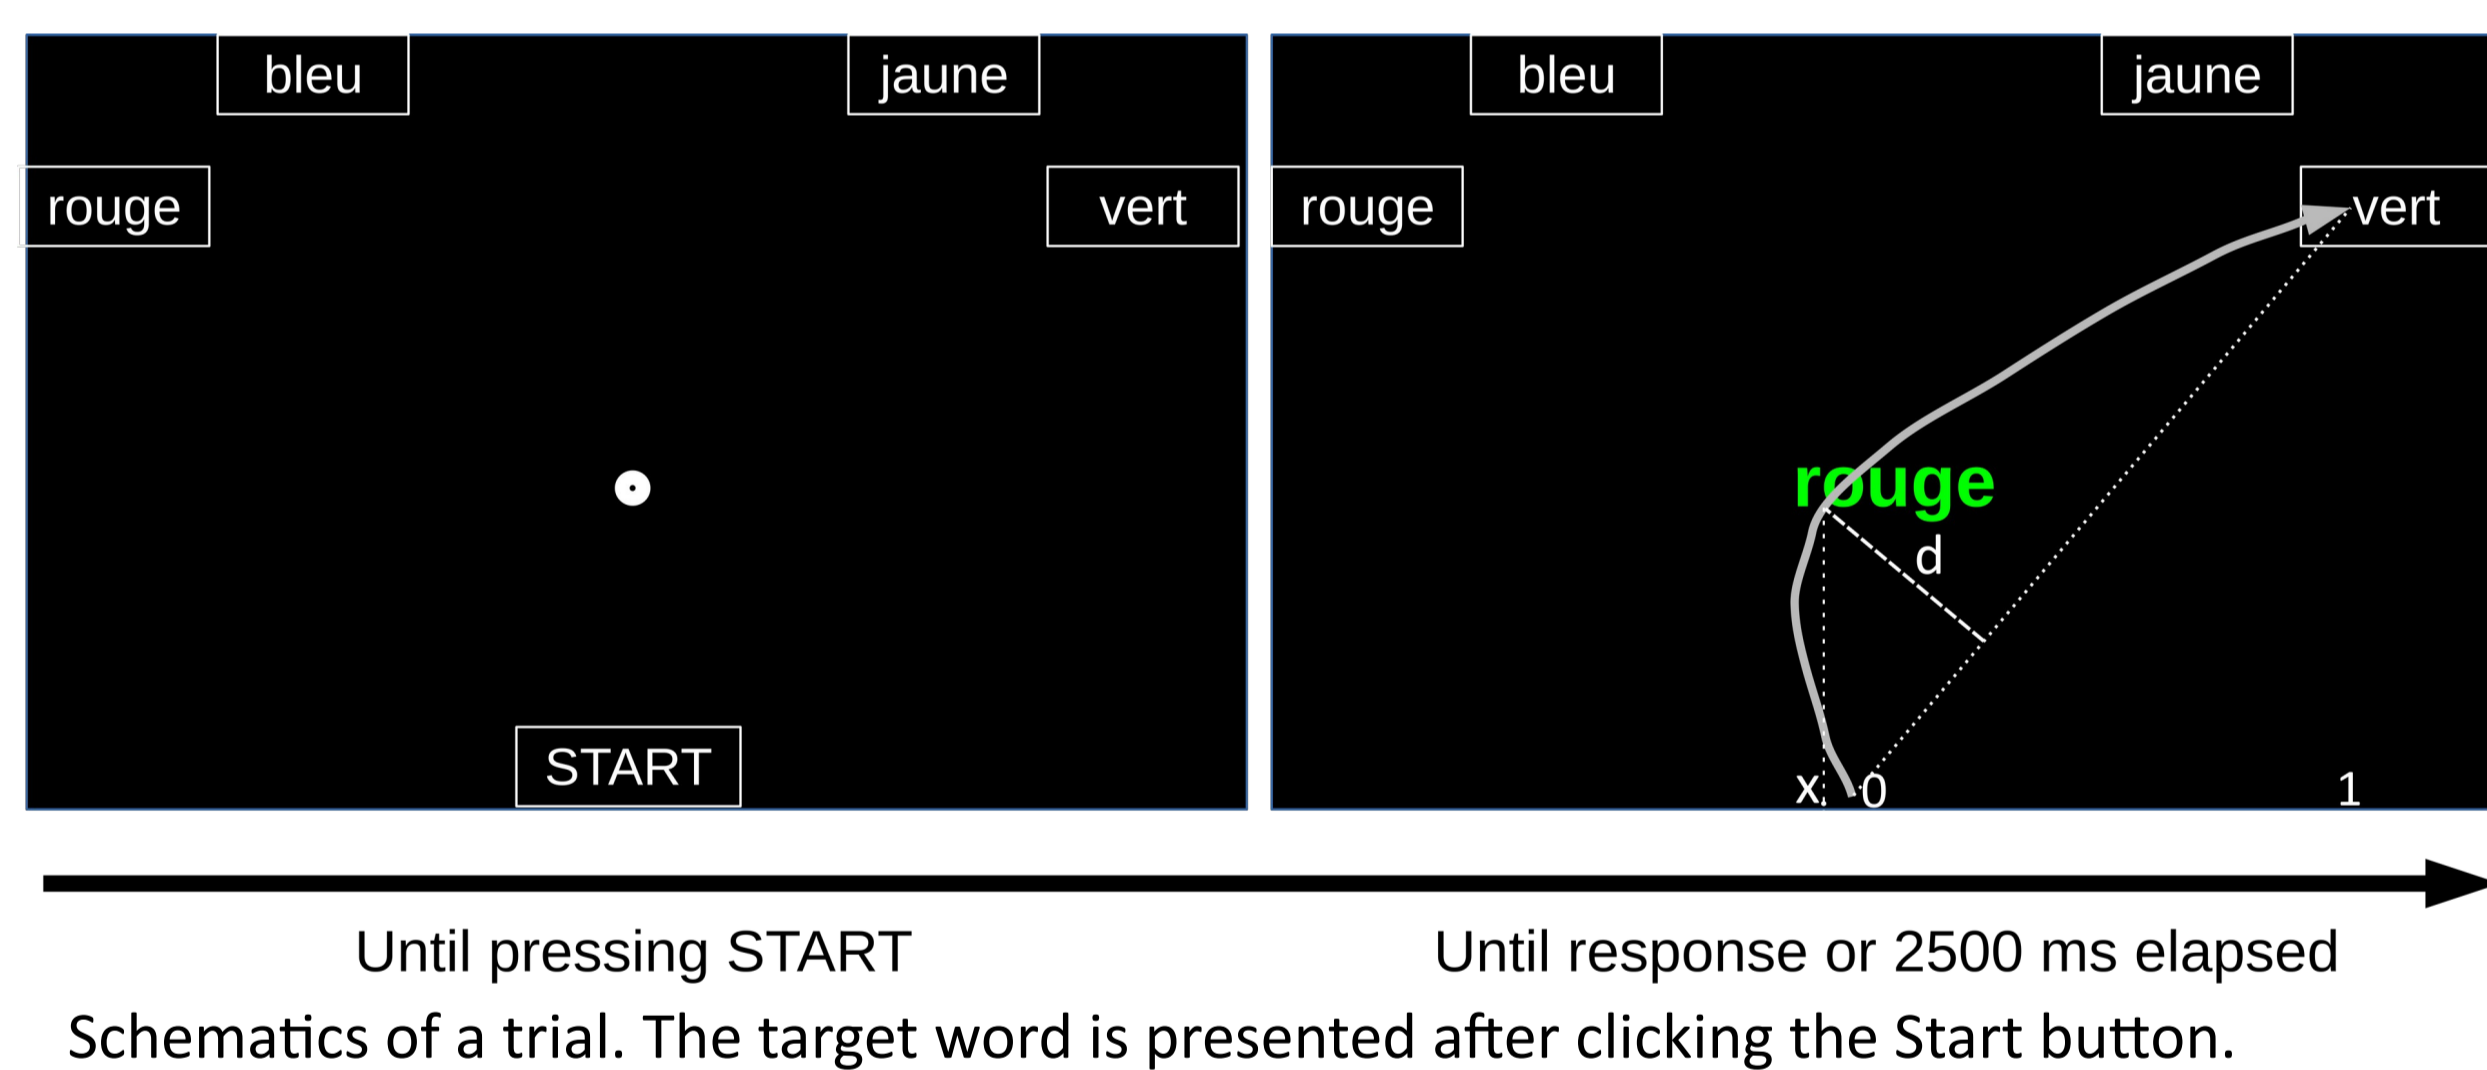 bleu
jaune
rouge
vert
START
bleu
jaune
rouge
vert
rouge
d
x
0
1
Until pressing START
Until response or 2500 ms elapsed
Schematics of a trial. The target word is presented after clicking the Start button.